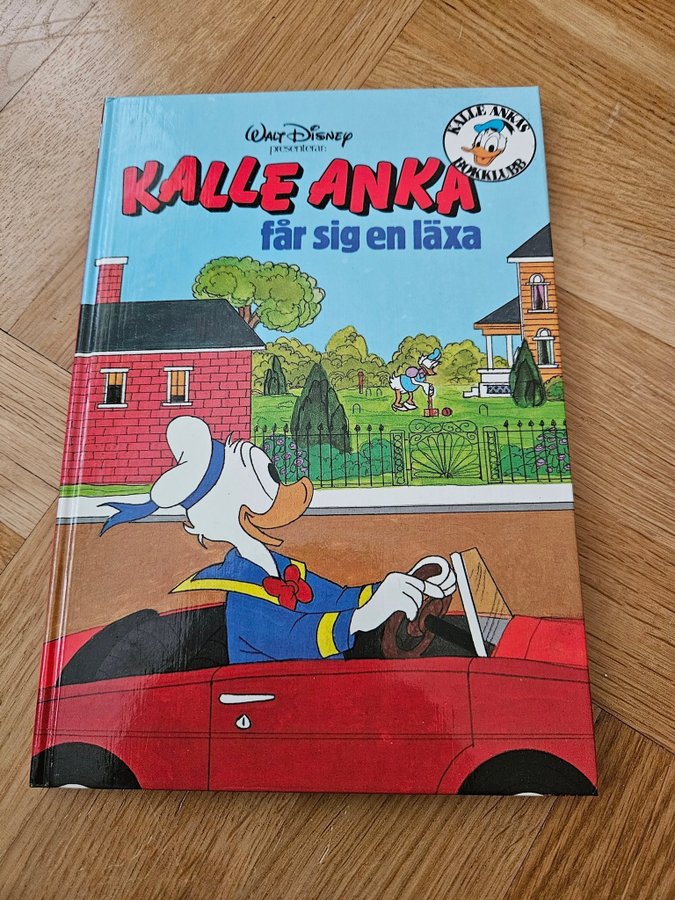 WALT DISNEY
presenterar:
KALLE ANKA
får sig en läxa
KALLE ANKAS
BOKKLUBB